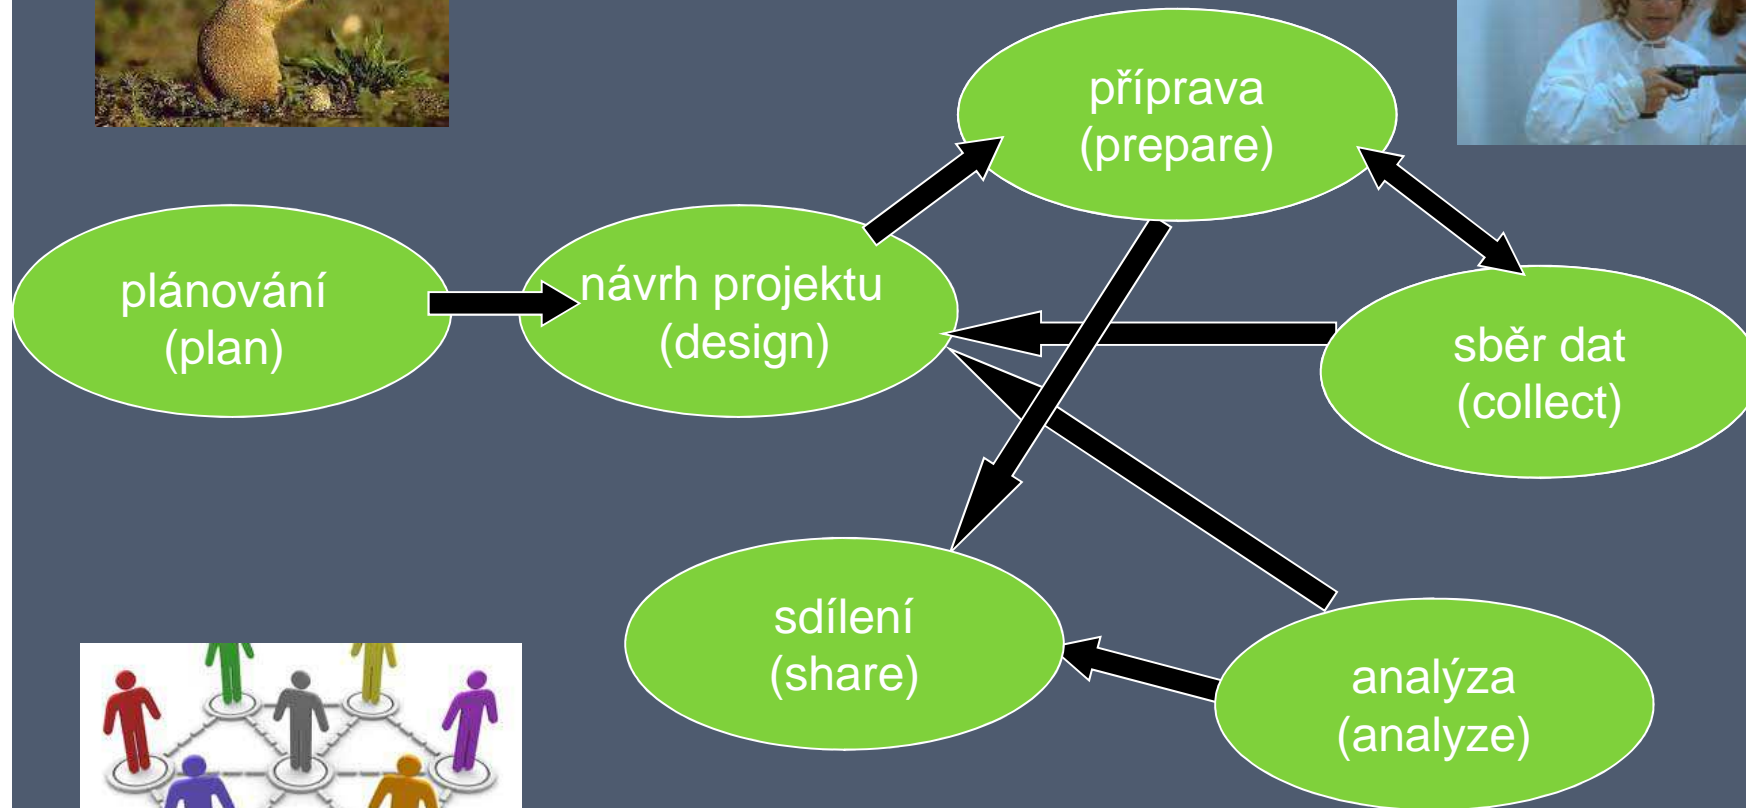 příprava
(prepare)
plánování
(plan)
návrh projektu
(design)
sběr dat
(collect)
sdílení
(share)
analýza
(analyze)